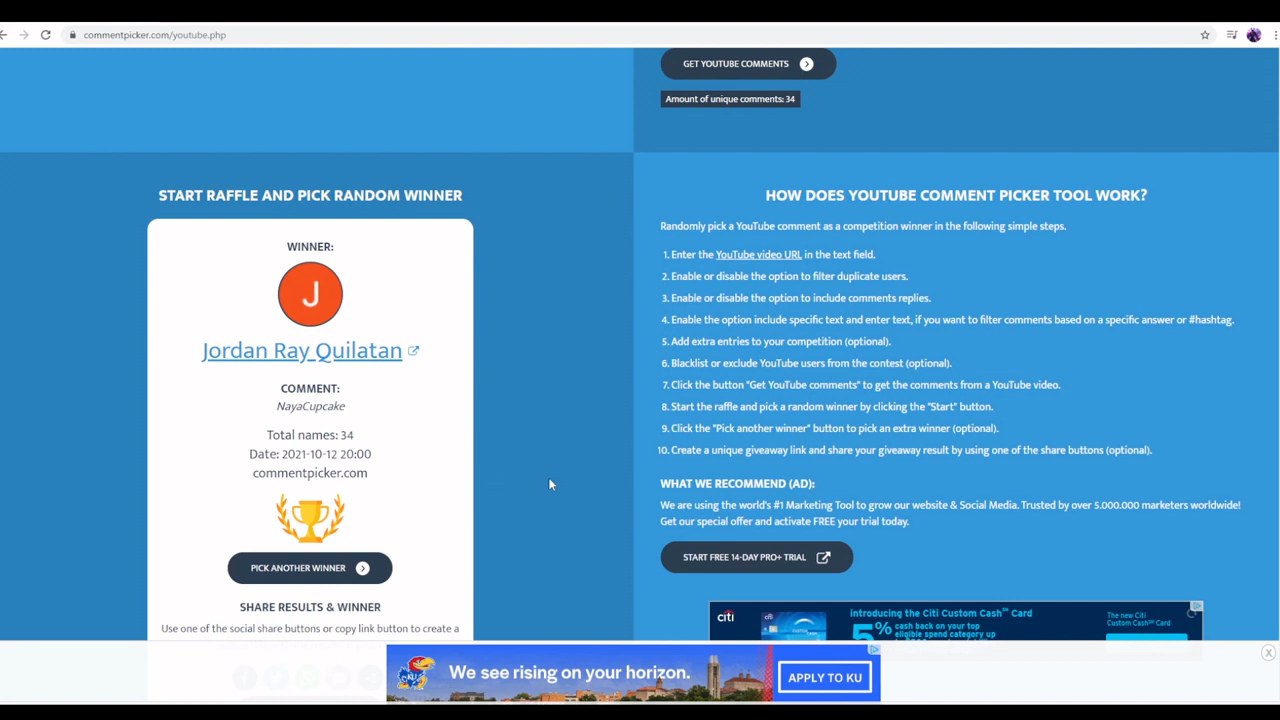 commentpicker.com/youtube.php
GET YOUTUBE COMMENTS
Amount of unique comments: 34
START RAFFLE AND PICK RANDOM WINNER
WINNER:
J
Jordan Ray Quilatan
COMMENT:
NayaCupcake
Total names: 34
Date: 2021-10-12 20:00
commentpicker.com
PICK ANOTHER WINNER
SHARE RESULTS & WINNER
Use one of the social share buttons or copy link button to create a
HOW DOES YOUTUBE COMMENT PICKER TOOL WORK?
Randomly pick a YouTube comment as a competition winner in the following simple steps.
1. Enter the YouTube video URL in the text field.
2. Enable or disable the option to filter duplicate users.
3. Enable or disable the option to include comments replies.
4. Enable the option include specific text and enter text, if you want to filter comments based on a specific answer or #hashtag.
5. Add extra entries to your competition (optional).
6. Blacklist or exclude YouTube users from the contest (optional).
7. Click the button "Get YouTube comments" to get the comments from a YouTube video.
8. Start the raffle and pick a random winner by clicking the "Start" button.
9. Click the "Pick another winner" button to pick an extra winner (optional).
10. Create a unique giveaway link and share your giveaway result by using one of the share buttons (optional).
WHAT WE RECOMMEND (AD):
We are using the world's #1 Marketing Tool to grow our website & Social Media. Trusted by over 5.000.000 marketers worldwide!
Get our special offer and activate FREE your trial today.
START FREE 14-DAY PRO+ TRIAL
citi
introducing the Citi Custom Cash℠ Card
5%
cash back on your top
eligible spend category up
The new Citi
Custom Cash℠ Card
KU
We see rising on your horizon.
APPLY TO KU